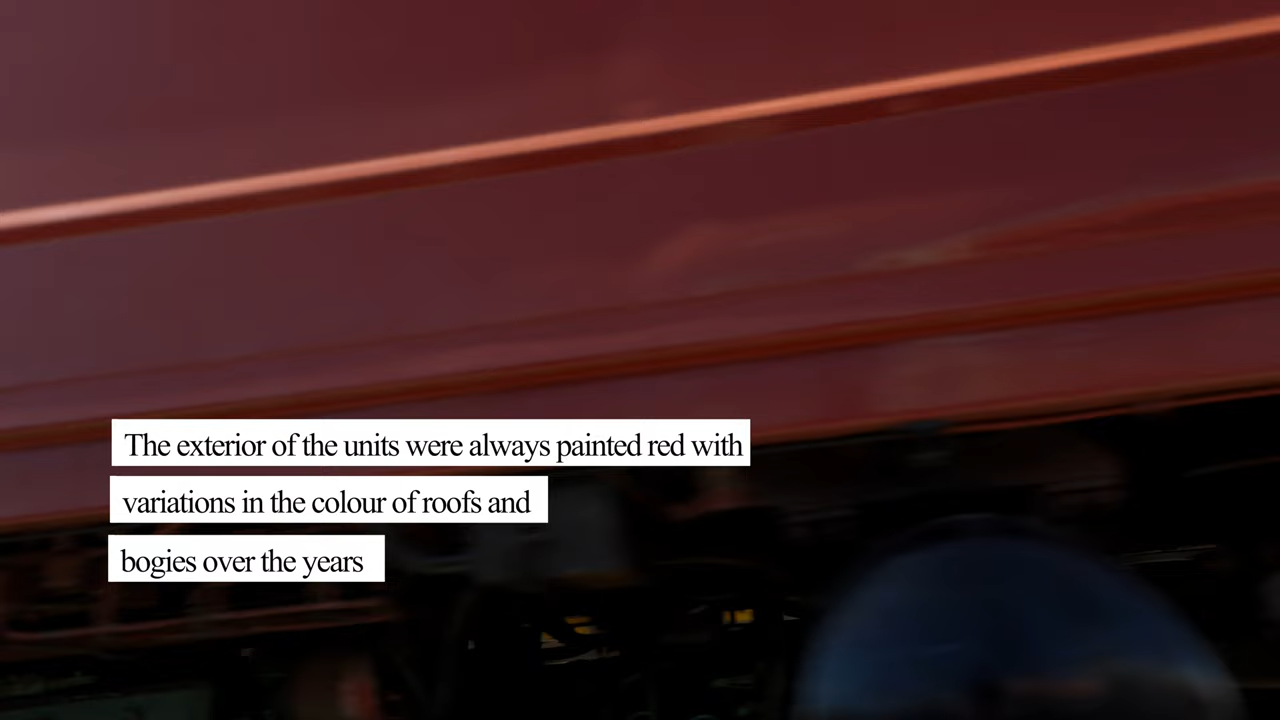 The exterior of the units were always painted red with
variations in the colour of roofs and
bogies over the years